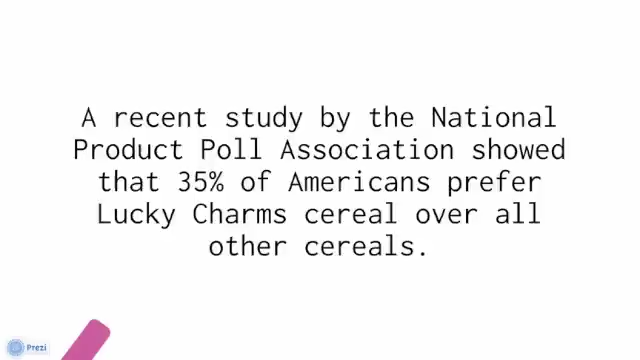 A recent study by the National
Product Poll Association showed
that 35% of Americans prefer
Lucky Charms cereal over all
other cereals.
Prezi